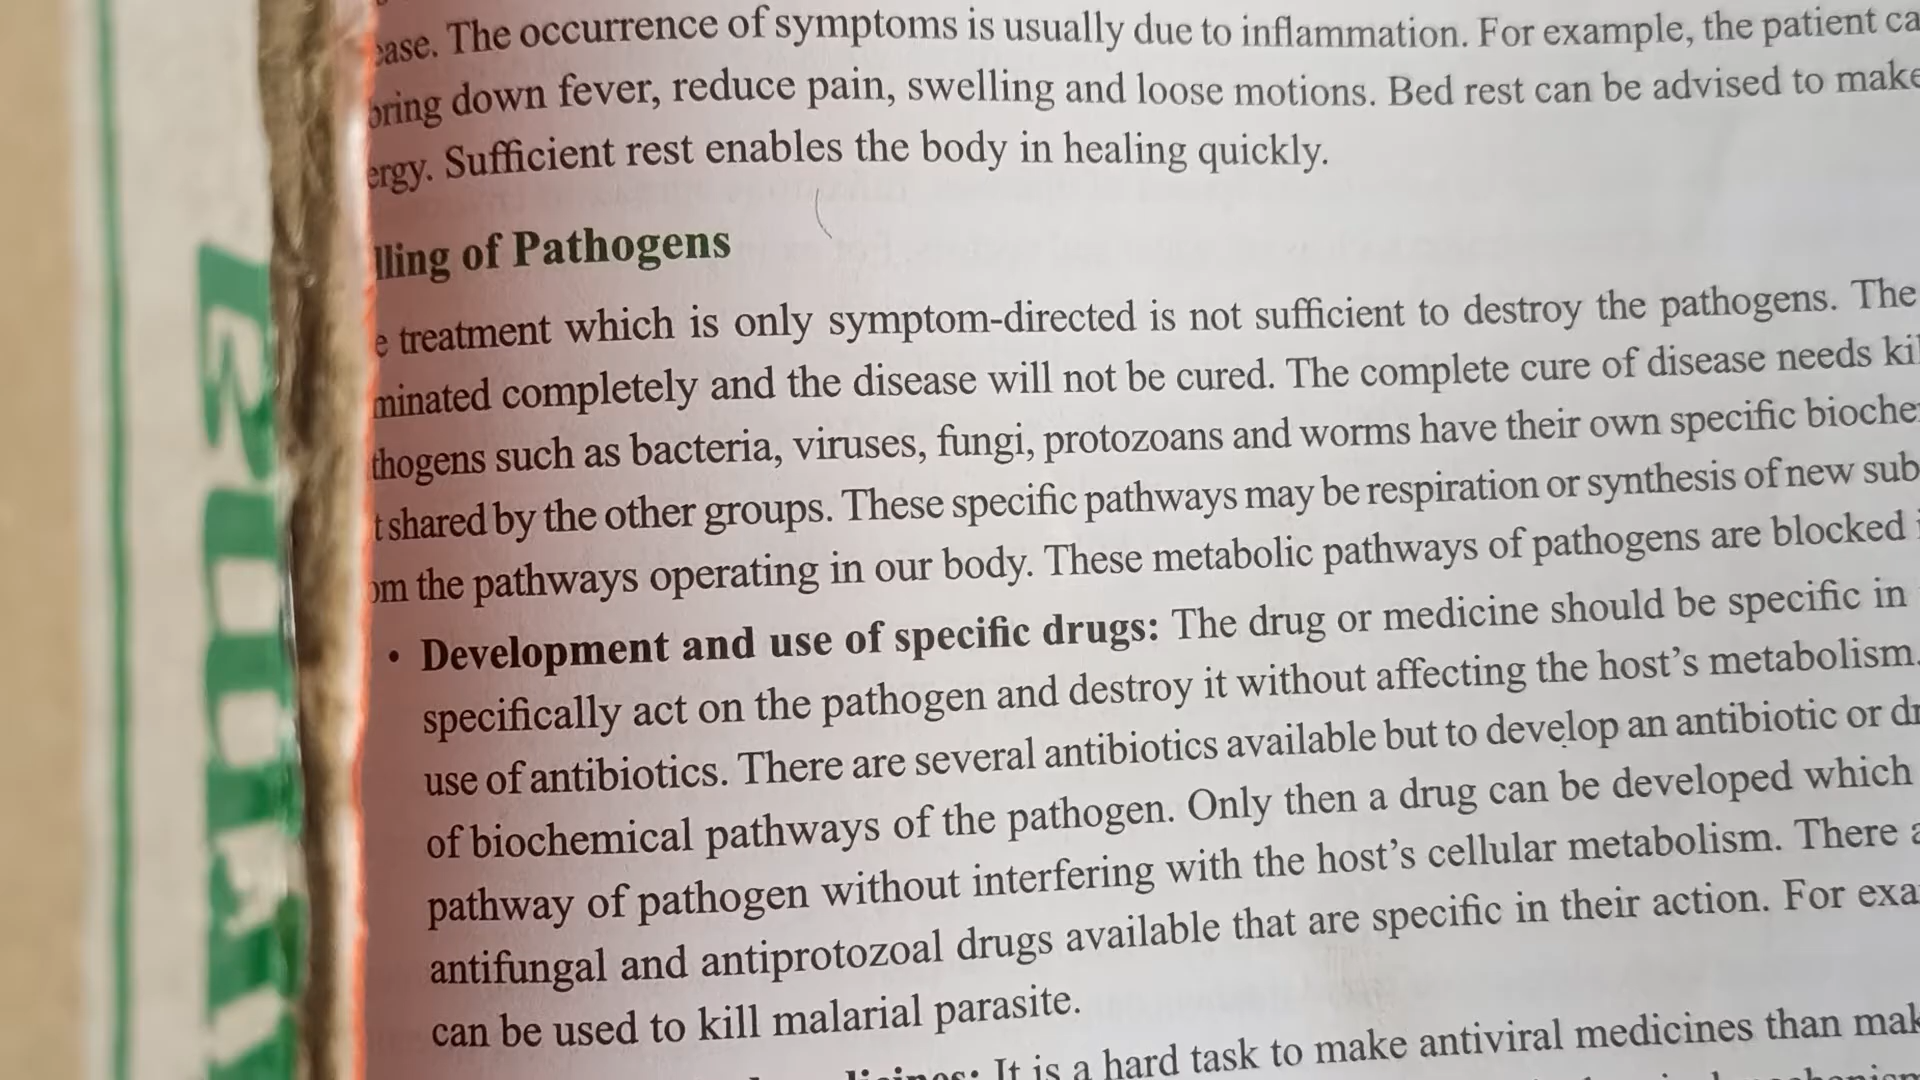 ease. The occurrence of symptoms is usually due to inflammation. For example, the patient ca
bring down fever, reduce pain, swelling and loose motions. Bed rest can be advised to make
ergy. Sufficient rest enables the body in healing quickly.
lling of Pathogens
e treatment which is only symptom-directed is not sufficient to destroy the pathogens. The
minated completely and the disease will not be cured. The complete cure of disease needs kil
thogens such as bacteria, viruses, fungi, protozoans and worms have their own specific bioche
t shared by the other groups. These specific pathways may be respiration or synthesis of new sub
om the pathways operating in our body. These metabolic pathways of pathogens are blocked
• Development and use of specific drugs: The drug or medicine should be specific in
specifically act on the pathogen and destroy it without affecting the host's metabolism.
use of antibiotics. There are several antibiotics available but to develop an antibiotic or dr
of biochemical pathways of the pathogen. Only then a drug can be developed which
pathway of pathogen without interfering with the host's cellular metabolism. There a
antifungal and antiprotozoal drugs available that are specific in their action. For exa
can be used to kill malarial parasite.
It is a hard task to make antiviral medicines than mak